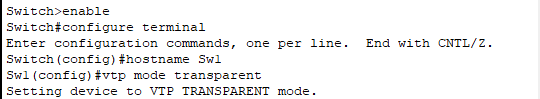 Switch>enable
Switch#configure terminal
Enter configuration commands, one per line.  End with CNTL/Z.
Switch(config)#hostname Sw1
Sw1(config)#vtp mode transparent
Setting device to VTP TRANSPARENT mode.